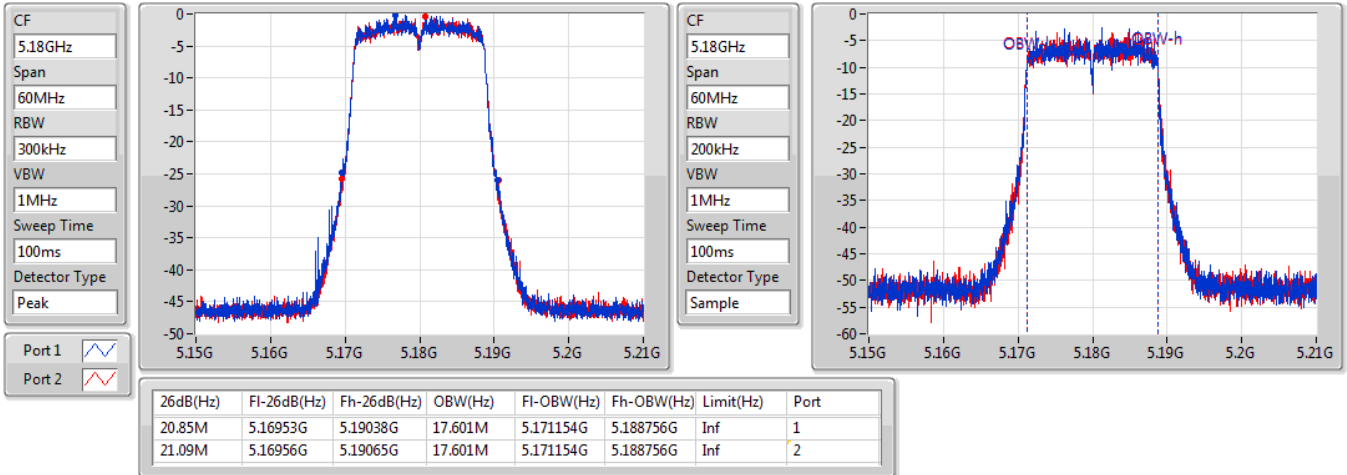 CF
5.18GHz
Span
60MHz
RBW
300kHz
VBW
1MHz
Sweep Time
100ms
Detector Type
Peak
Port 1
Port 2
0
-5
-10
-15
-20
-25
-30
-35
-40
-45
-50
5.15G 5.16G 5.17G 5.18G 5.19G 5.2G 5.21G
CF
5.18GHz
Span
60MHz
RBW
200kHz
VBW
1MHz
Sweep Time
100ms
Detector Type
Sample
0
-5
-10
-15
-20
-25
-30
-35
-40
-45
-50
-55
-60
OBW-h
5.15G 5.16G 5.17G 5.18G 5.19G 5.2G 5.21G
26dB(Hz) Fl-26dB(Hz) Fh-26dB(Hz) OBW(Hz) Fl-OBW(Hz) Fh-OBW(Hz) Limit(Hz) Port
20.85M 5.16953G 5.19038G 17.601M 5.171154G 5.188756G Inf 1
21.09M 5.16956G 5.19065G 17.601M 5.171154G 5.188756G Inf 2